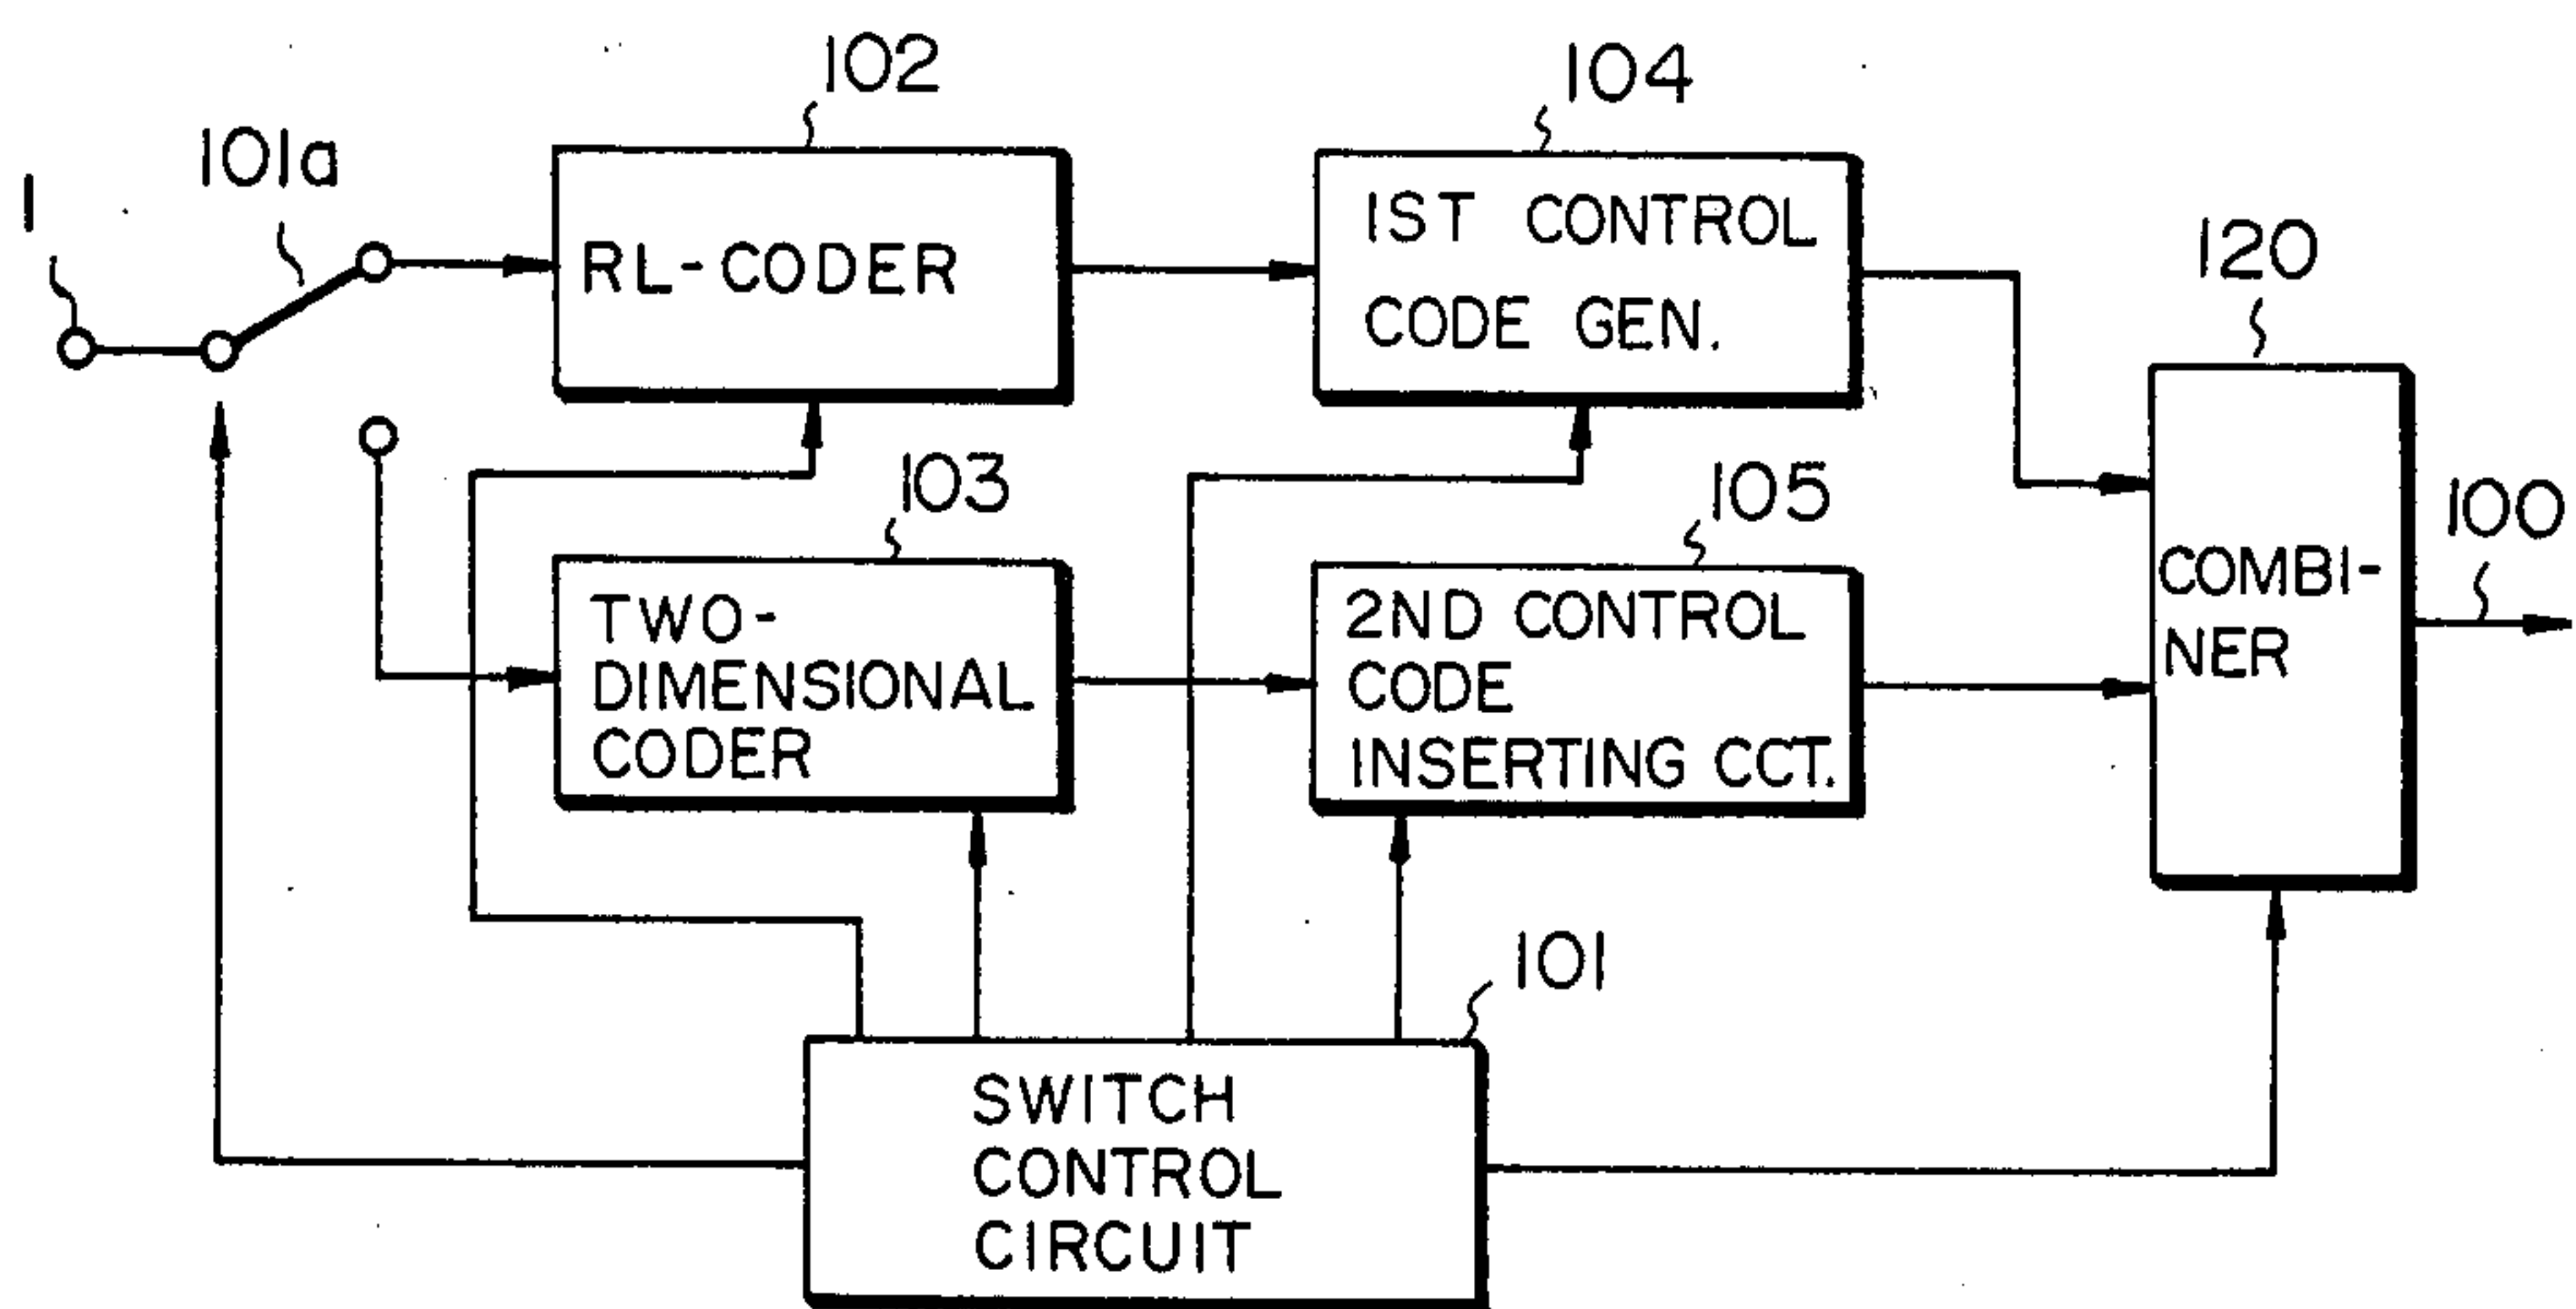 102
104
101a
1
RL-CODER
1ST CONTROL
CODE GEN.
120
103
105
100
TWO-
DIMENSIONAL
CODER
2ND CONTROL
CODE
INSERTING CCT.
COMBI-
NER
101
SWITCH
CONTROL
CIRCUIT